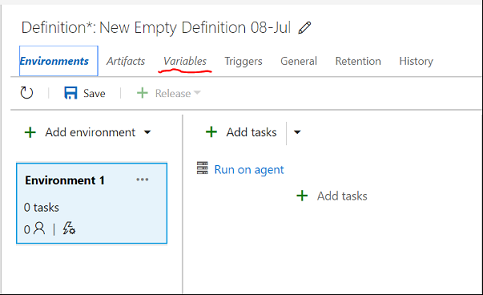 Definition*: New Empty Definition 08-Jul
Environments Artifacts Variables Triggers General Retention History
Save Release
Add environment Add tasks
Environment 1 ... Run on agent
Add tasks
0 tasks
0 |